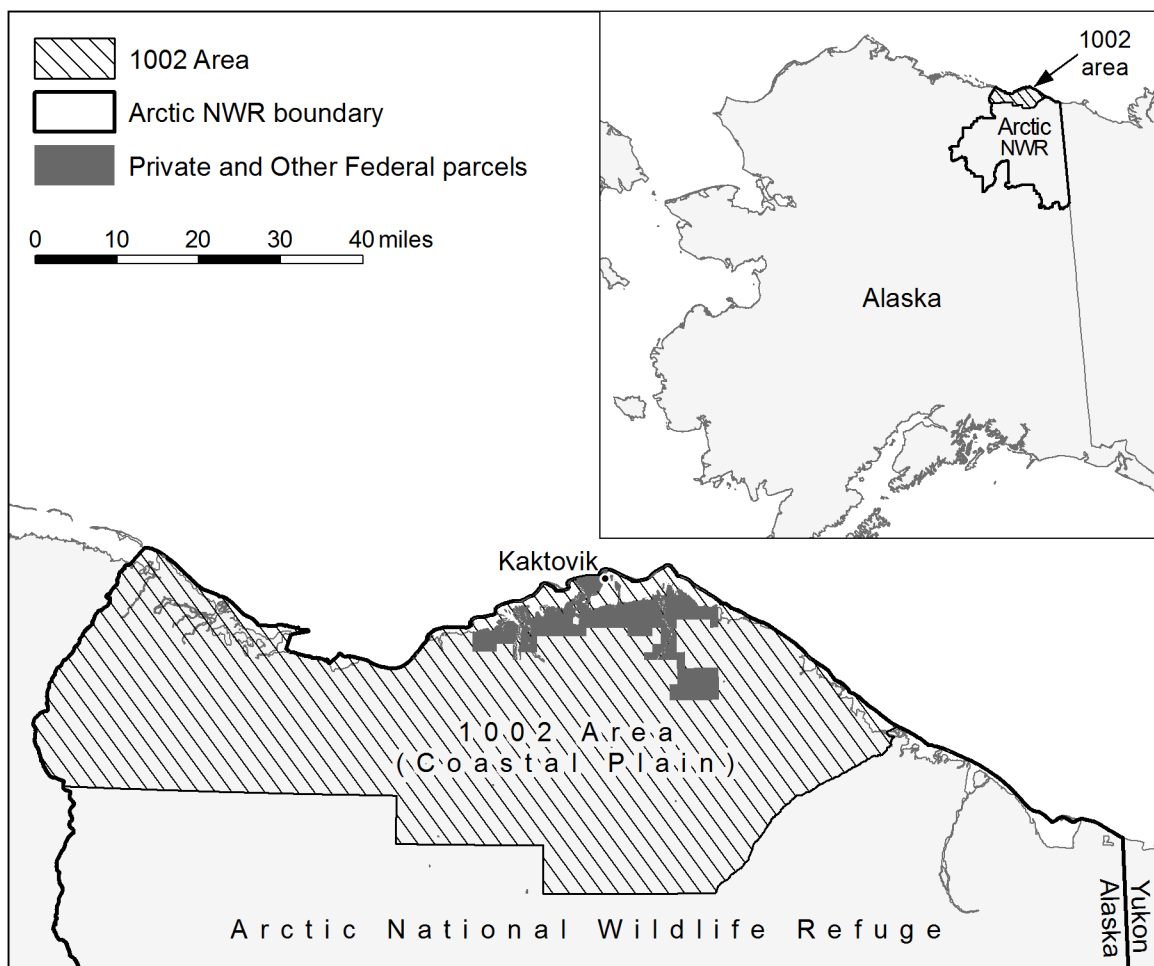 1002 Area
Arctic NWR boundary
Private and Other Federal parcels
0 10 20 30 40 miles
1002
area
Arctic
NWR
Alaska
Kaktovik
1002 Area
(Coastal Plain)
Arctic National Wildlife Refuge
Alaska
Yukon